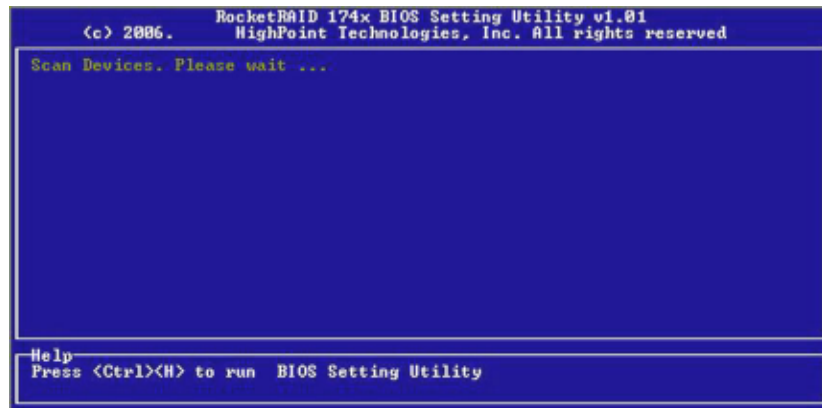 RocketRAID 174x BIOS Setting Utility v1.01
(c) 2006. HighPoint Technologies, Inc. All rights reserved
Scan Devices. Please wait ...
Help
Press <Ctrl><H> to run BIOS Setting Utility